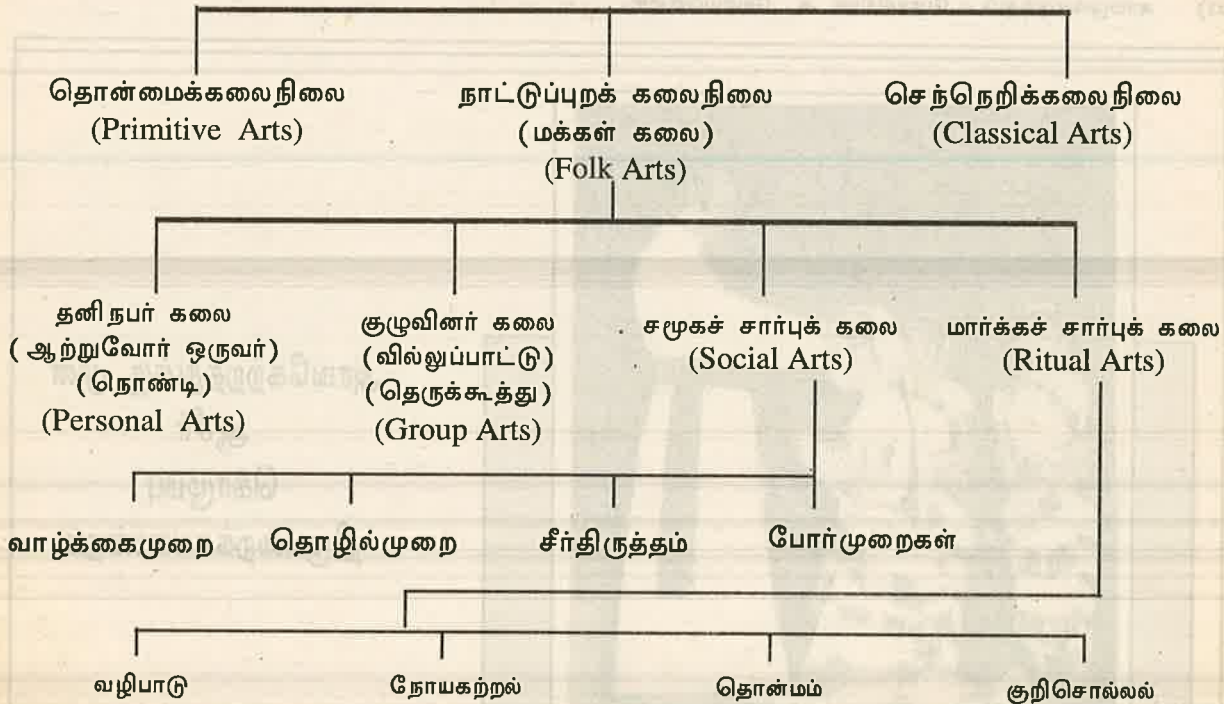 தொன்மைக்கலைநிலை
(Primitive Arts)
நாட்டுப்புறக் கலைநிலை
(மக்கள் கலை)
(Folk Arts)
செந்நெறிக்கலைநிலை
(Classical Arts)
தனிநபர் கலை
(ஆற்றுவோர் ஒருவர்)
(நொண்டி)
(Personal Arts)
குழுவினர் கலை
(வில்லுப்பாட்டு)
(தெருக்கூத்து)
(Group Arts)
சமூகச் சார்புக் கலை
(Social Arts)
மார்க்கச் சார்புக் கலை
(Ritual Arts)
வாழ்க்கைமுறை தொழில்முறை சீர்திருத்தம் போர்முறைகள்
வழிபாடு நோயகற்றல் தொன்மம் குறிசொல்லல்